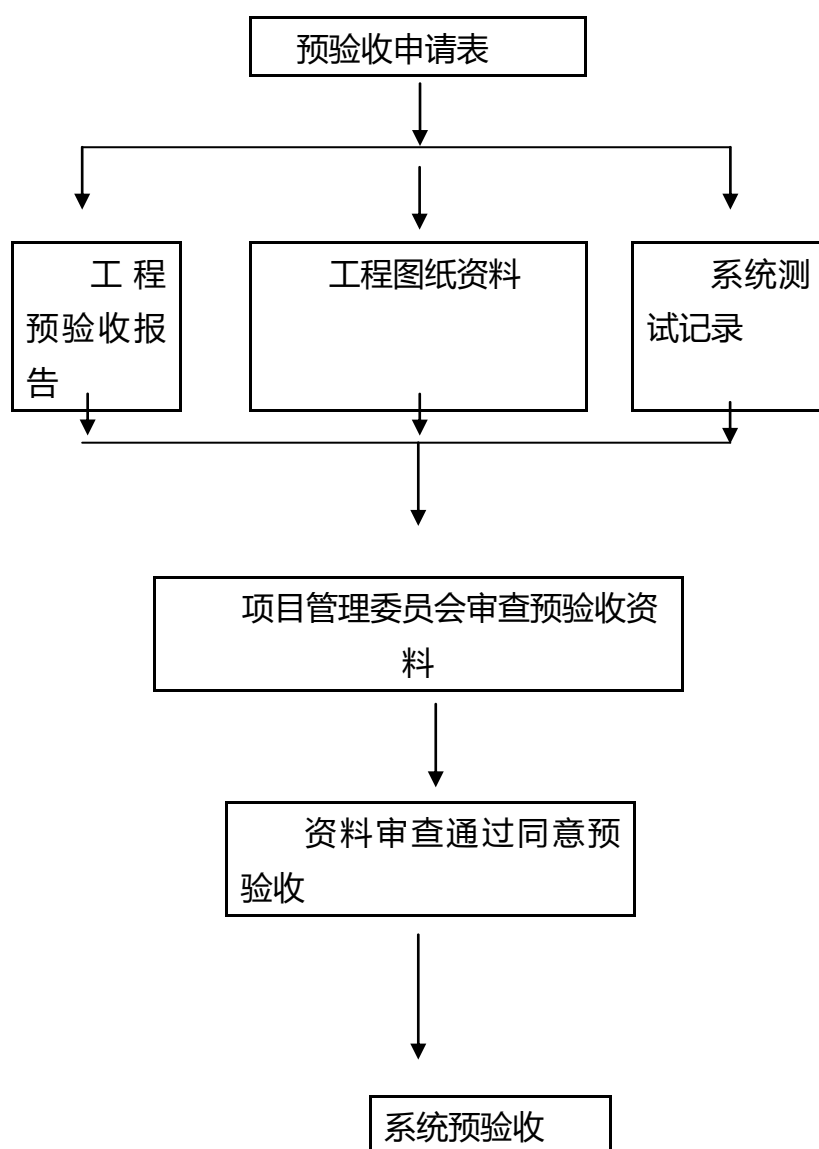 预验收申请表
工 程
预验收报
告
工程图纸资料
系统测
试记录
项目管理委员会审查预验收资
料
资料审查通过同意预
验收
系统预验收